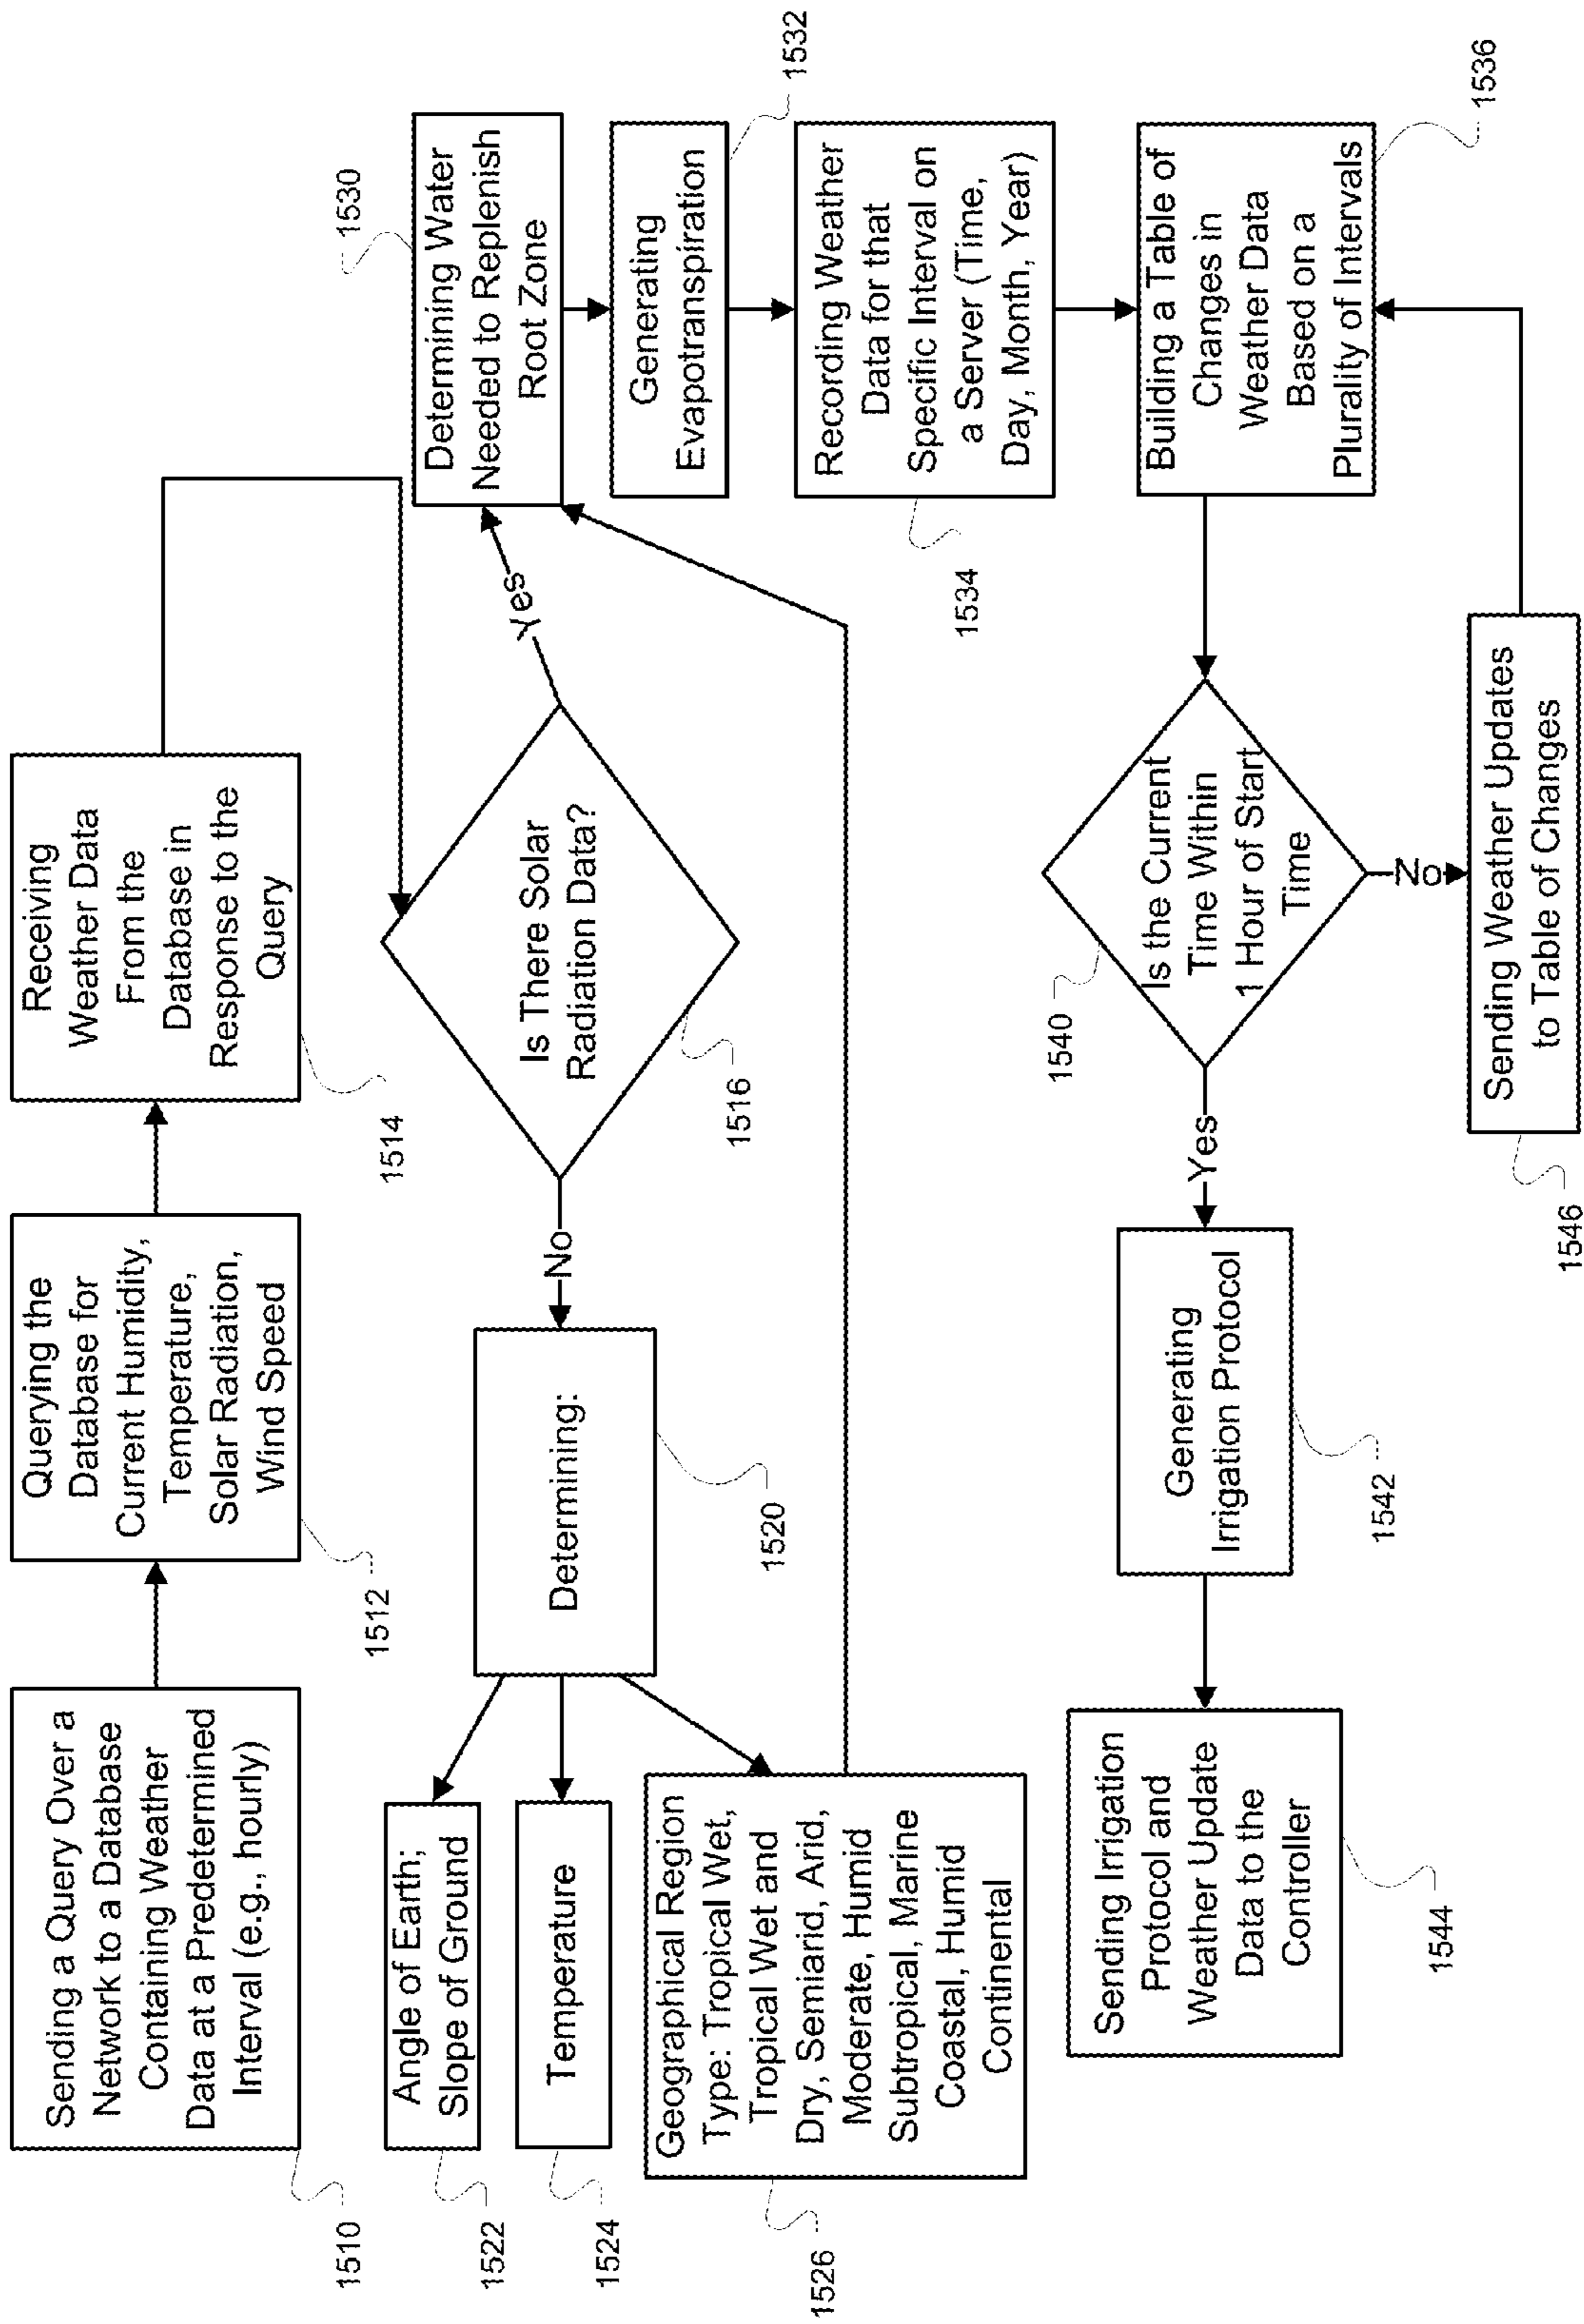 Sending a Query Over a
Network to a Database
Containing Weather
Data at a Predetermined
Interval (e.g., hourly)
1510
Querying the
Database for
Current Humidity,
Temperature,
Solar Radiation,
Wind Speed
1512
Receiving
Weather Data
From the
Database in
Response to the
Query
1514
Is There Solar
Radiation Data?
1516
No
Yes
Determining:
1520
Angle of Earth;
Slope of Ground
1522
Temperature
1524
Geographical Region
Type: Tropical Wet,
Tropical Wet and
Dry, Semiarid, Arid,
Moderate, Humid
Subtropical, Marine
Coastal, Humid
Continental
1526
Determining Water
Needed to Replenish
Root Zone
1530
Generating
Evapotranspiration
1532
Recording Weather
Data for that
Specific Interval on
a Server (Time,
Day, Month, Year)
1534
Building a Table of
Changes in
Weather Data
Based on a
Plurality of Intervals
1536
Is the Current
Time Within
1 Hour of Start
Time
1540
Yes
No
Generating
Irrigation Protocol
1542
Sending Irrigation
Protocol and
Weather Update
Data to the
Controller
1544
Sending Weather Updates
to Table of Changes
1546